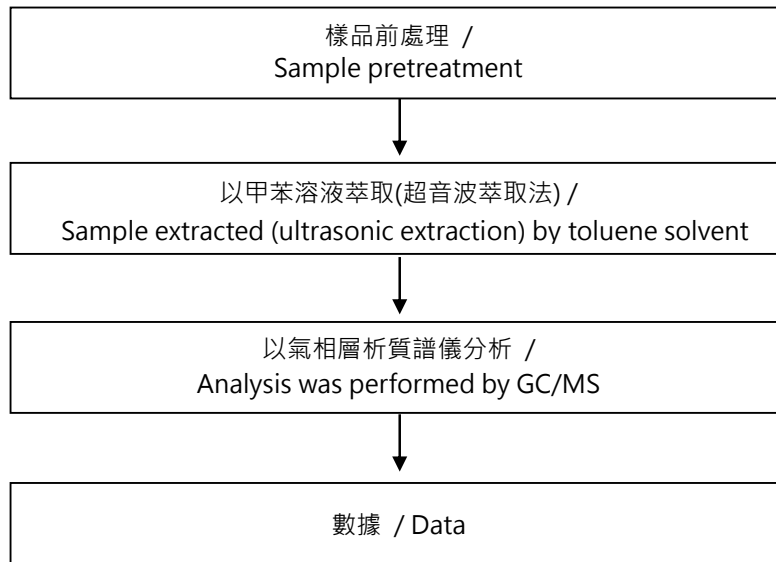 樣品前處理 /
Sample pretreatment
以甲苯溶液萃取(超音波萃取法) /
Sample extracted (ultrasonic extraction) by toluene solvent
以氣相層析質譜儀分析 /
Analysis was performed by GC/MS
數據 / Data